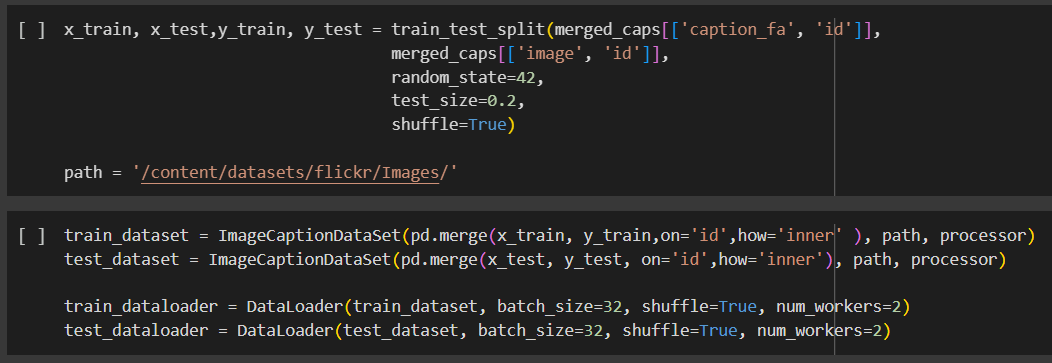 [ ] x_train, x_test,y_train, y_test = train_test_split(merged_caps[['caption_fa', 'id']],
merged_caps[['image', 'id']],
random_state=42,
test_size=0.2,
shuffle=True)
path = '/content/datasets/flickr/Images/'
[ ] train_dataset = ImageCaptionDataSet(pd.merge(x_train, y_train,on='id',how='inner' ), path, processor)
test_dataset = ImageCaptionDataSet(pd.merge(x_test, y_test, on='id',how='inner'), path, processor)
train_dataloader = DataLoader(train_dataset, batch_size=32, shuffle=True, num_workers=2)
test_dataloader = DataLoader(test_dataset, batch_size=32, shuffle=True, num_workers=2)